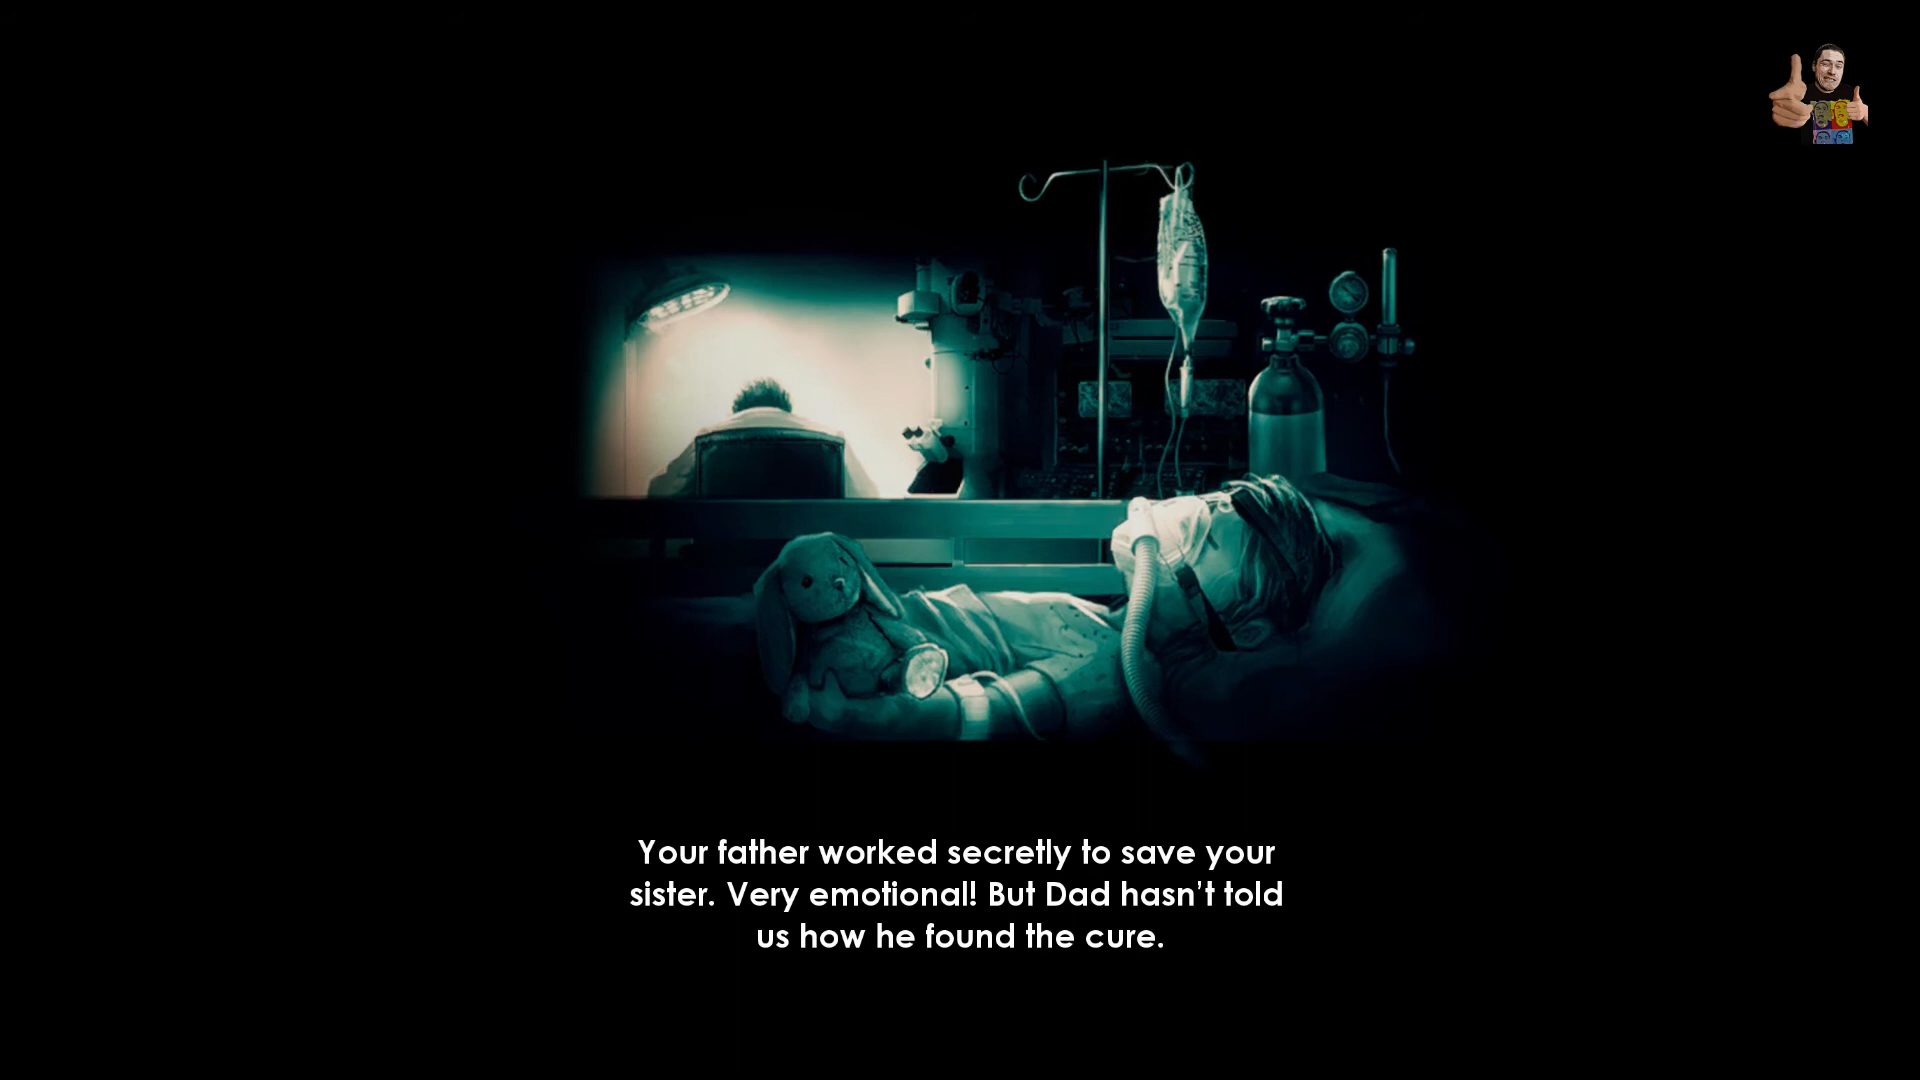 Your father worked secretly to save your
sister. Very emotional! But Dad hasn't told
us how he found the cure.